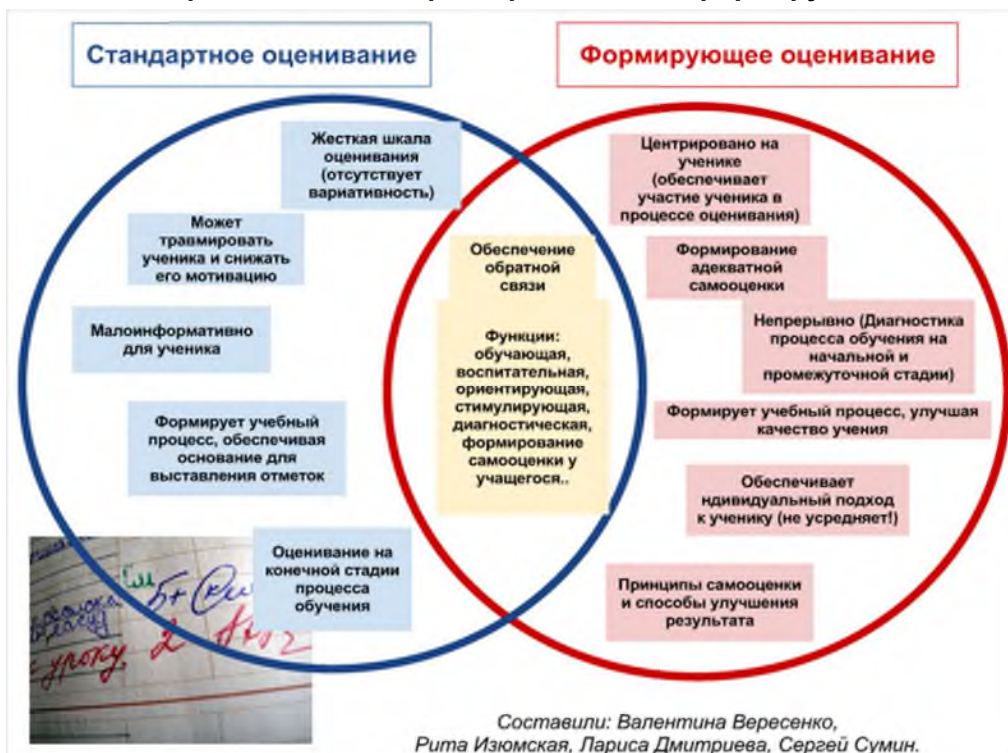 Стандартное оценивание
Формирующее оценивание
Жесткая шкала
оценивания
(отсутствует
вариативность)
Может
травмировать
ученика и снижать
его мотивацию
Малоинформативно
для ученика
Формирует учебный
процесс, обеспечивая
основание для
выставления отметок
Оценивание на
конечной стадии
процесса
обучения
Обеспечение
обратной
связи
Функции:
обучающая,
воспитательная,
ориентирующая,
стимулирующая,
диагностическая,
формирование
самооценки у
учащегося..
Центрировано на
ученике
(обеспечивает
участие ученика в
процессе оценивания)
Формирование
адекватной
самооценки
Непрерывно (Диагностика
процесса обучения на
начальной и
промежуточной стадии)
Формирует учебный процесс, улучшая
качество учения
Обеспечивает
ндивидуальный подход
к ученику (не усредняет!)
Принципы самооценки
и способы улучшения
результата
5+
уроку 2
Составили: Валентина Вересенко,
Рита Изюмская, Лариса Дмитриева, Сергей Сумин.